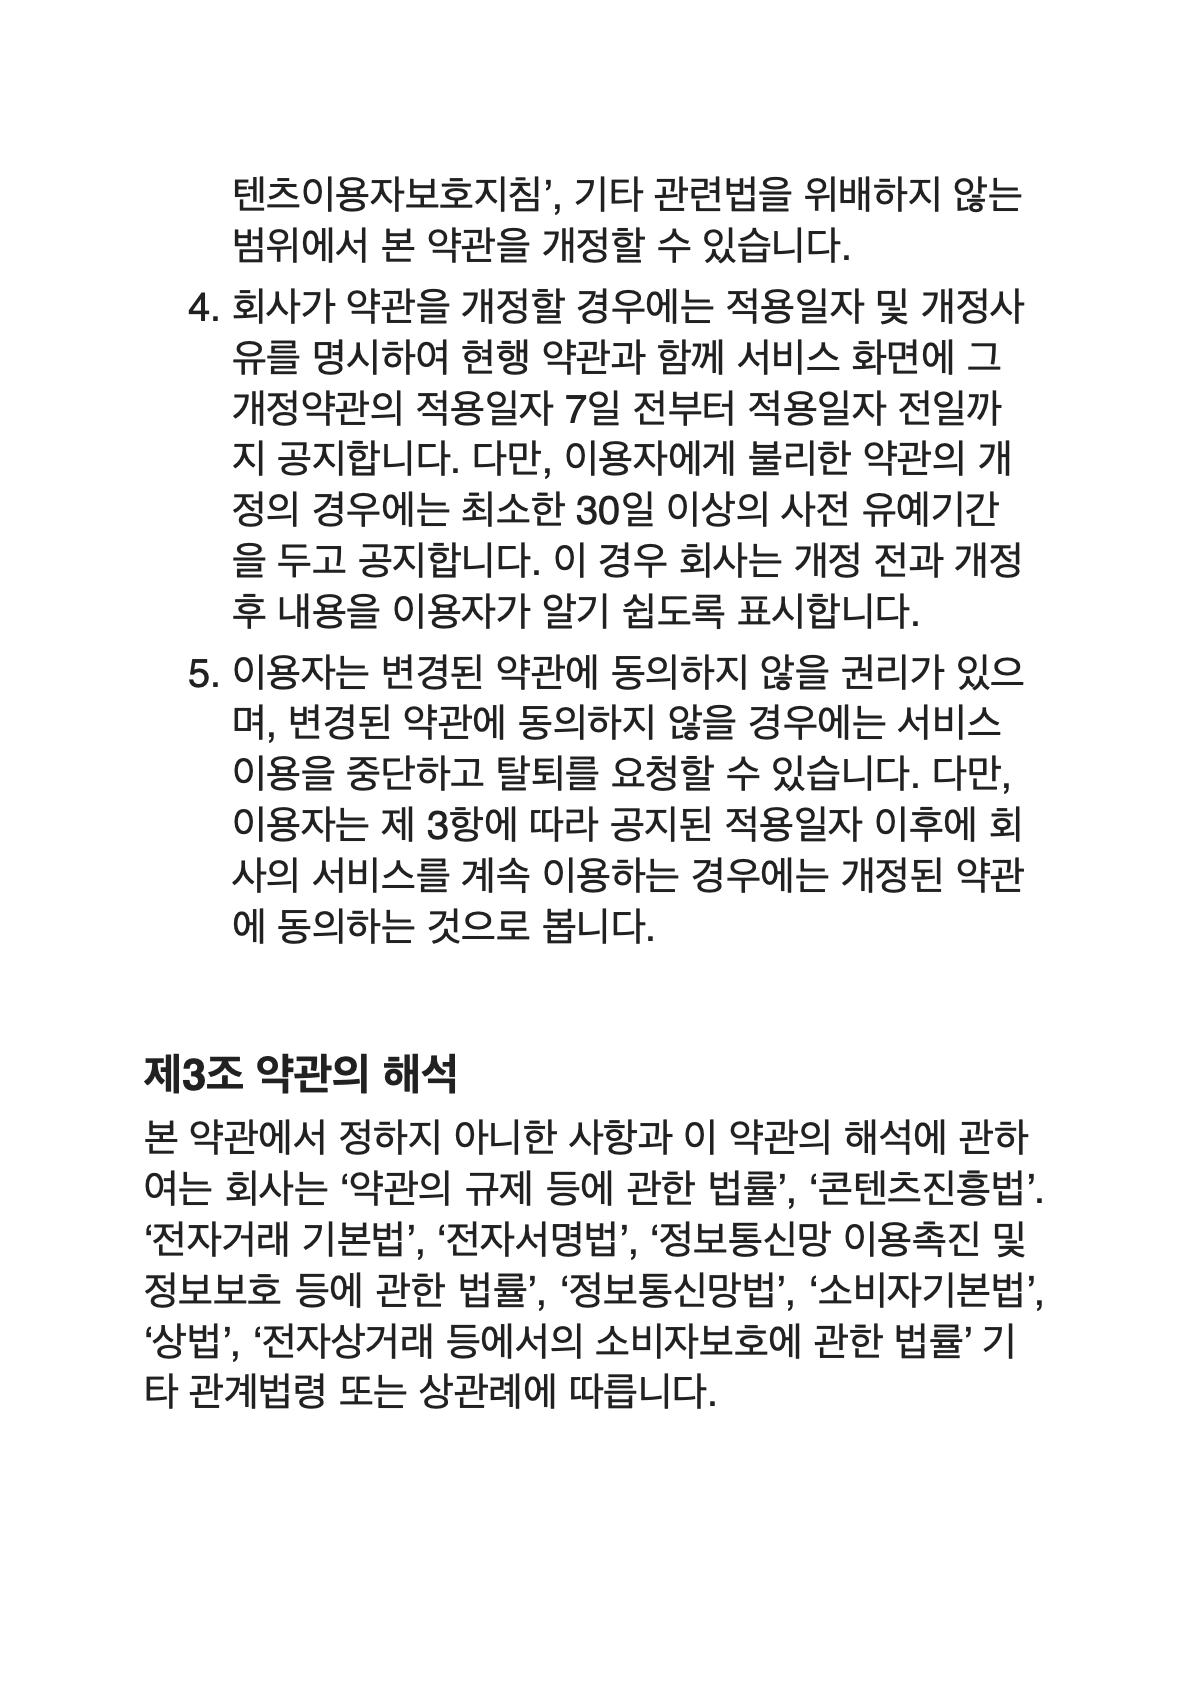 텐츠이용자보호지침’, 기타 관련법을 위배하지 않는
범위에서 본 약관을 개정할 수 있습니다.
4. 회사가 약관을 개정할 경우에는 적용일자 및 개정사
유를 명시하여 현행 약관과 함께 서비스 화면에 그
개정약관의 적용일자 7일 전부터 적용일자 전일까
지 공지합니다. 다만, 이용자에게 불리한 약관의 개
정의 경우에는 최소한 30일 이상의 사전 유예기간
을 두고 공지합니다. 이 경우 회사는 개정 전과 개정
후 내용을 이용자가 알기 쉽도록 표시합니다.
5. 이용자는 변경된 약관에 동의하지 않을 권리가 있으
며, 변경된 약관에 동의하지 않을 경우에는 서비스
이용을 중단하고 탈퇴를 요청할 수 있습니다. 다만,
이용자는 제 3항에 따라 공지된 적용일자 이후에 회
사의 서비스를 계속 이용하는 경우에는 개정된 약관
에 동의하는 것으로 봅니다.
제3조 약관의 해석
본 약관에서 정하지 아니한 사항과 이 약관의 해석에 관하
여는 회사는 ‘약관의 규제 등에 관한 법률’, ‘콘텐츠진흥법’.
‘전자거래 기본법’, ‘전자서명법’, ‘정보통신망 이용촉진 및
정보보호 등에 관한 법률’, ‘정보통신망법’, ‘소비자기본법’,
‘상법’, ‘전자상거래 등에서의 소비자보호에 관한 법률’ 기
타 관계법령 또는 상관례에 따릅니다.